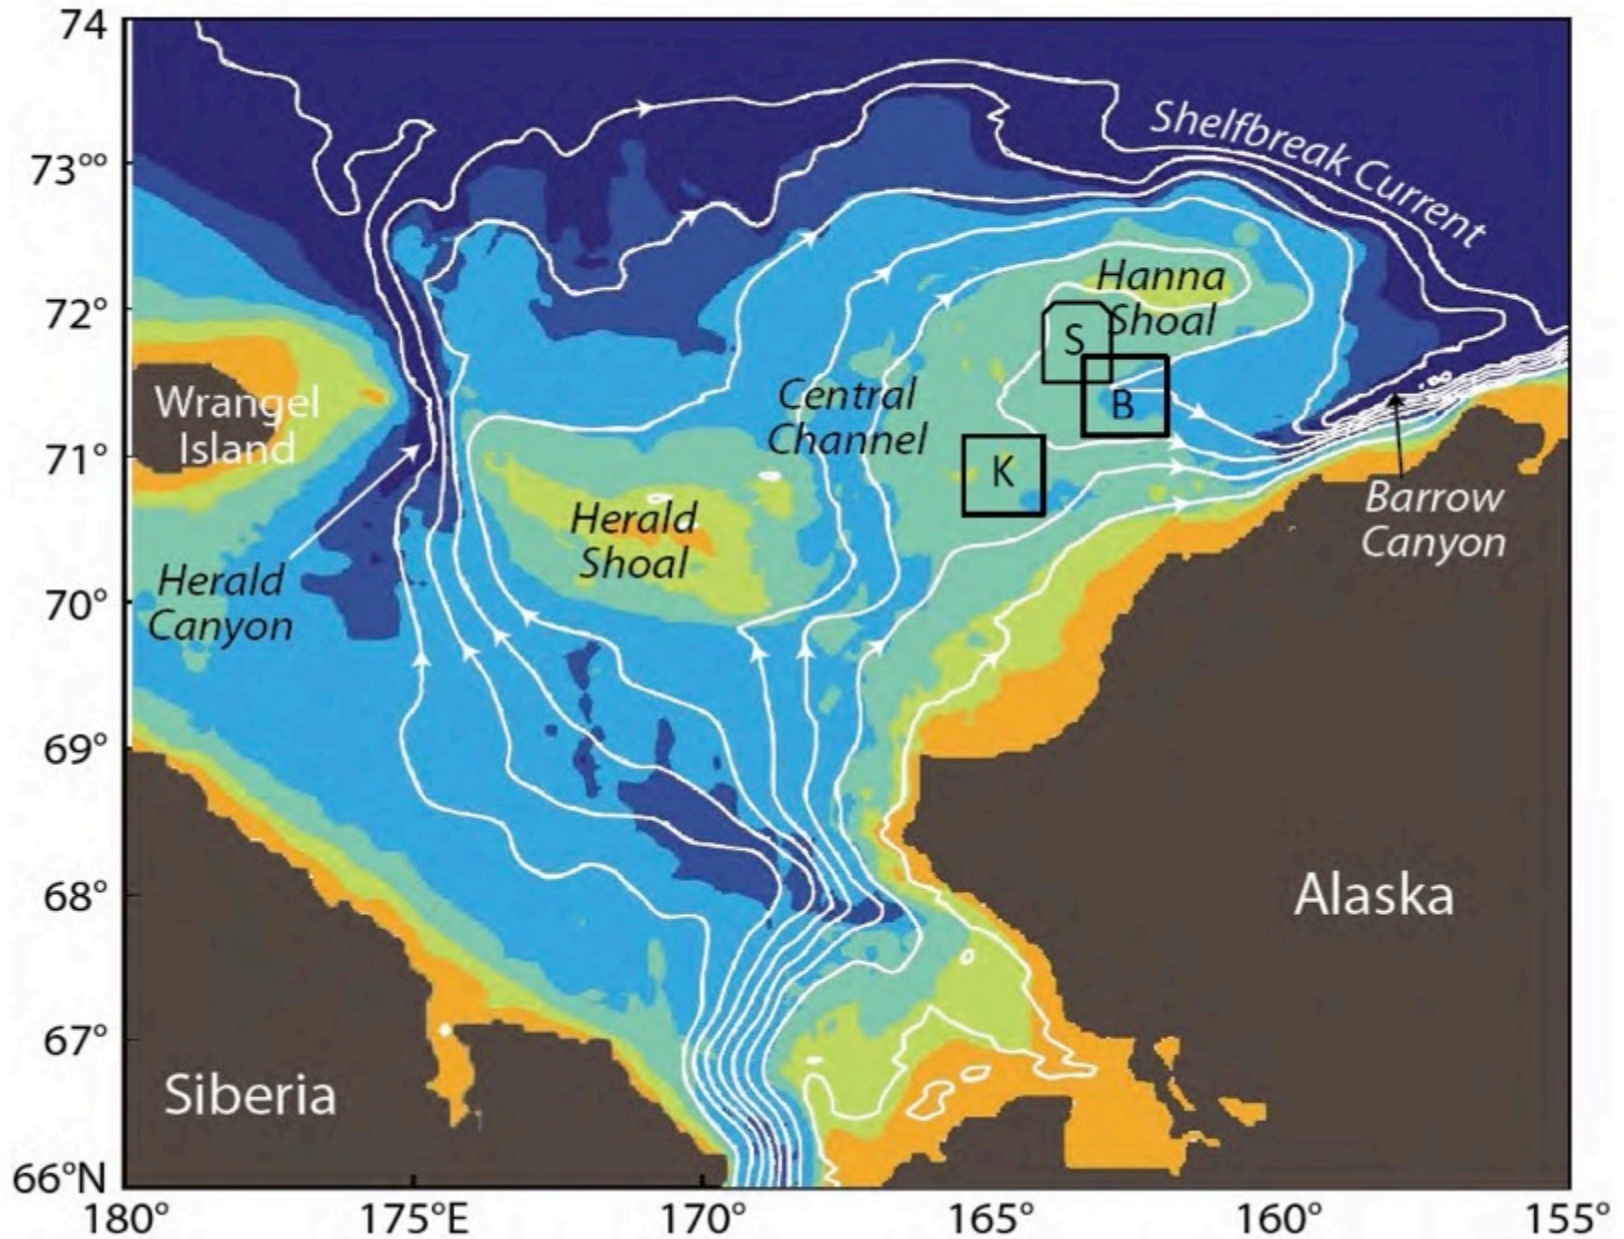 74
Shelfbreak Current
73°°
Hanna
Shoal
72°
S
Wrangel
Island
Central
Channel
B
71°
K
Herald
Shoal
Barrow
Canyon
Herald
Canyon
70°
69°
68°
Alaska
67°
Siberia
66°N
180°
175°E
170°
165°
160°
155°